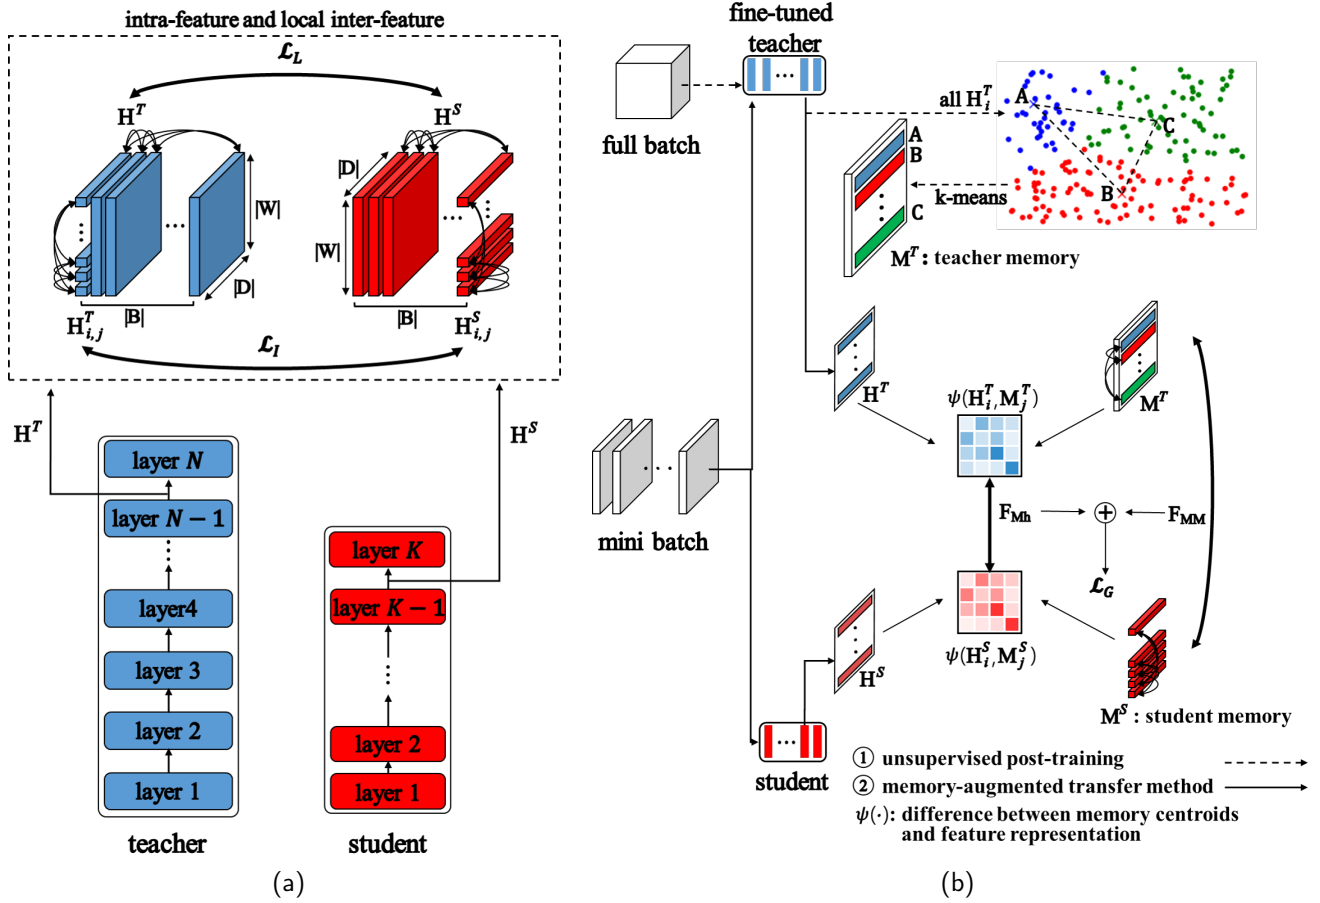 intra-feature and local inter-feature
𝓛_L
H^T
H^S
|D|
|W|
|W|
|D|
|B|
|B|
H^T_{i,j}
H^S_{i,j}
𝓛_I
H^T
H^S
layer N
layer N − 1
layer4
layer 3
layer 2
layer 1
teacher
layer K
layer K − 1
layer 2
layer 1
student
(a)
fine-tuned
teacher
full batch
all H^T_i
A
B
C
k-means
A
B
C
M^T : teacher memory
H^T
ψ(H^T_i, M^T_j)
M^T
mini batch
F_Mh
+
F_MM
𝓛_G
H^S
ψ(H^S_i, M^S_j)
M^S : student memory
student
① unsupervised post-training
② memory-augmented transfer method
ψ(·): difference between memory centroids
and feature representation
(b)